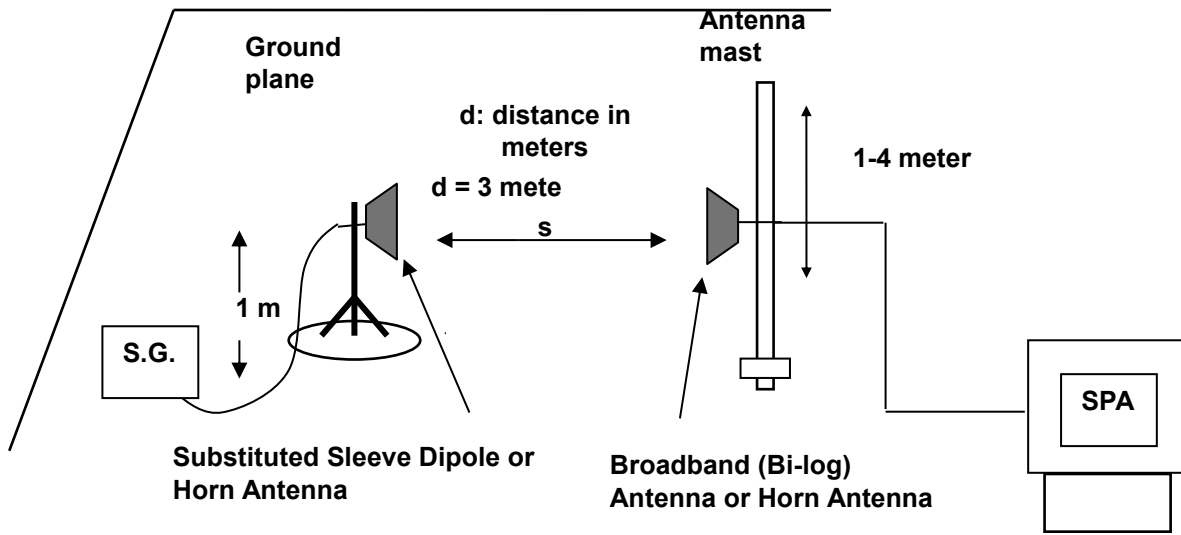 Antenna
mast
Ground
plane
d: distance in
meters
d = 3 mete
s
1-4 meter
1 m
S.G.
SPA
Substituted Sleeve Dipole or
Horn Antenna
Broadband (Bi-log)
Antenna or Horn Antenna